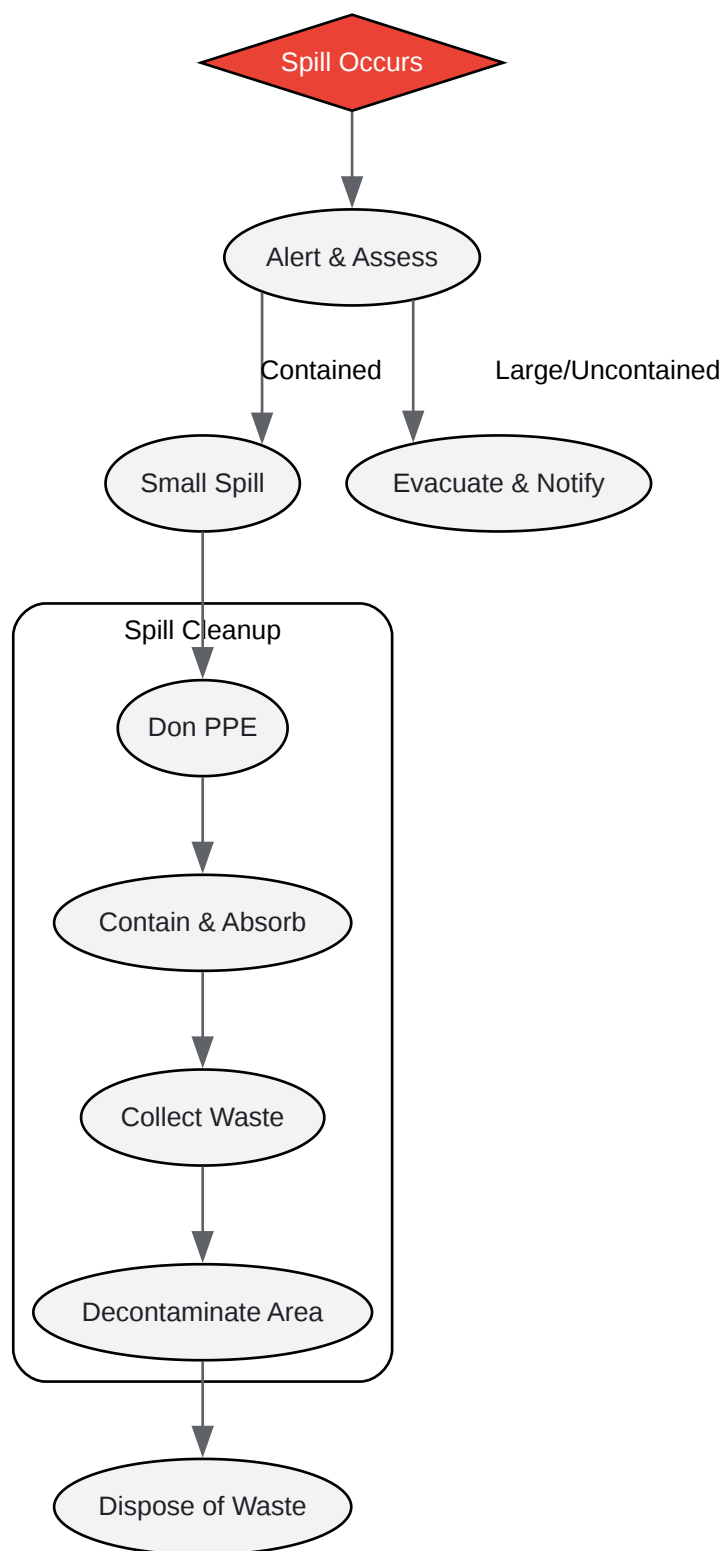 Spill Occurs
Alert & Assess
Contained
Large/Uncontained
Small Spill
Evacuate & Notify
Spill Cleanup
Don PPE
Contain & Absorb
Collect Waste
Decontaminate Area
Dispose of Waste